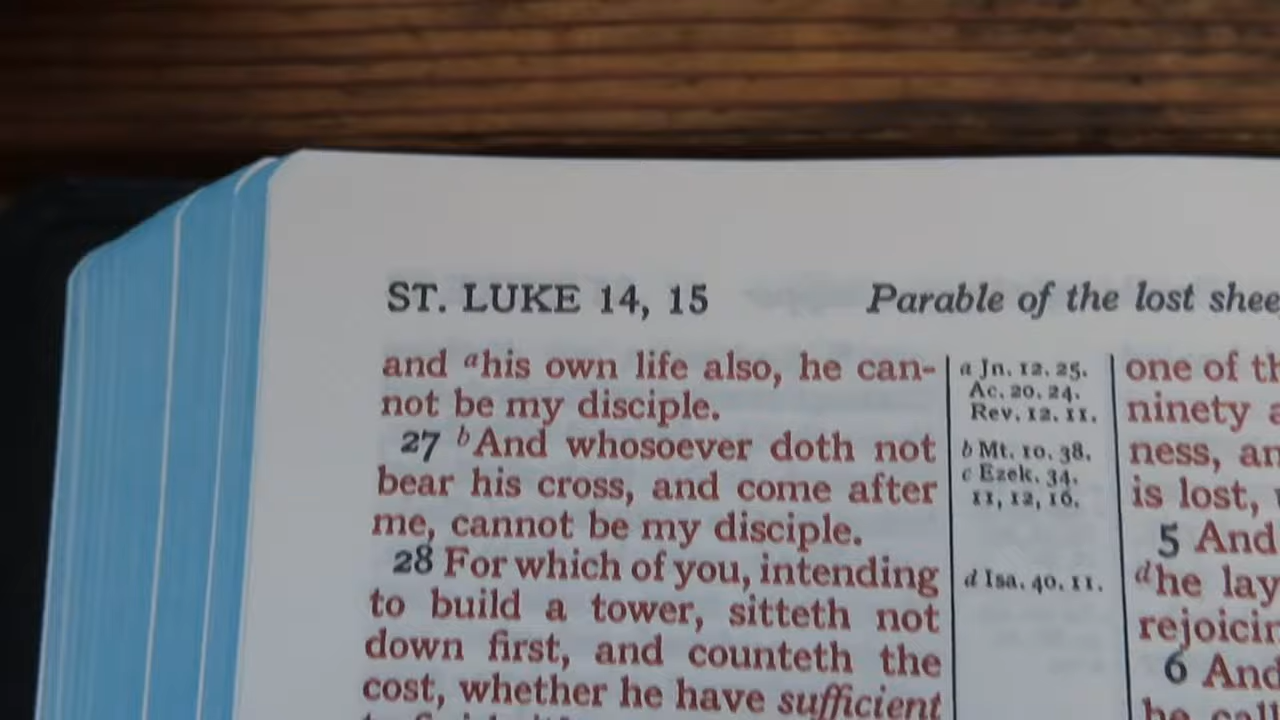 ST. LUKE 14, 15
Parable of the lost shee
and ahis own life also, he can-
not be my disciple.
27 bAnd whosoever doth not
bear his cross, and come after
me, cannot be my disciple.
28 For which of you, intending
to build a tower, sitteth not
down first, and counteth the
cost, whether he have sufficient
a Jn. 12. 25.
Ac. 20. 24.
Rev. 12. 11.
b Mt. 10. 38.
c Ezek. 34.
11, 12, 16.
d Isa. 40. 11.
one of th
ninety a
ness, an
is lost,
5 And
dhe lay
rejoicin
6 And